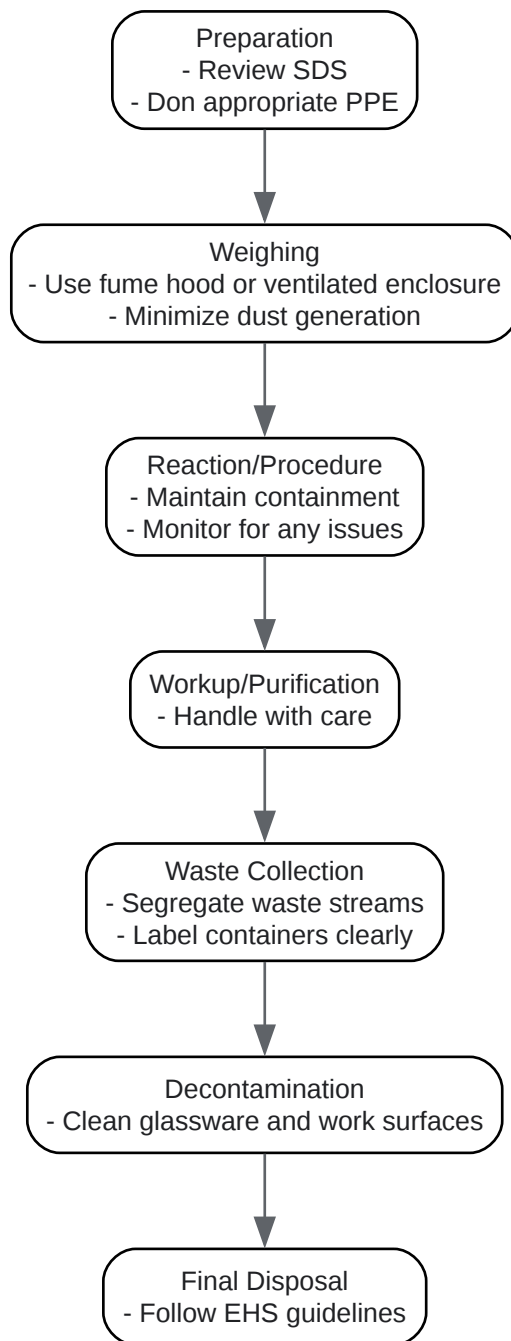 Preparation
- Review SDS
- Don appropriate PPE
Weighing
- Use fume hood or ventilated enclosure
- Minimize dust generation
Reaction/Procedure
- Maintain containment
- Monitor for any issues
Workup/Purification
- Handle with care
Waste Collection
- Segregate waste streams
- Label containers clearly
Decontamination
- Clean glassware and work surfaces
Final Disposal
- Follow EHS guidelines